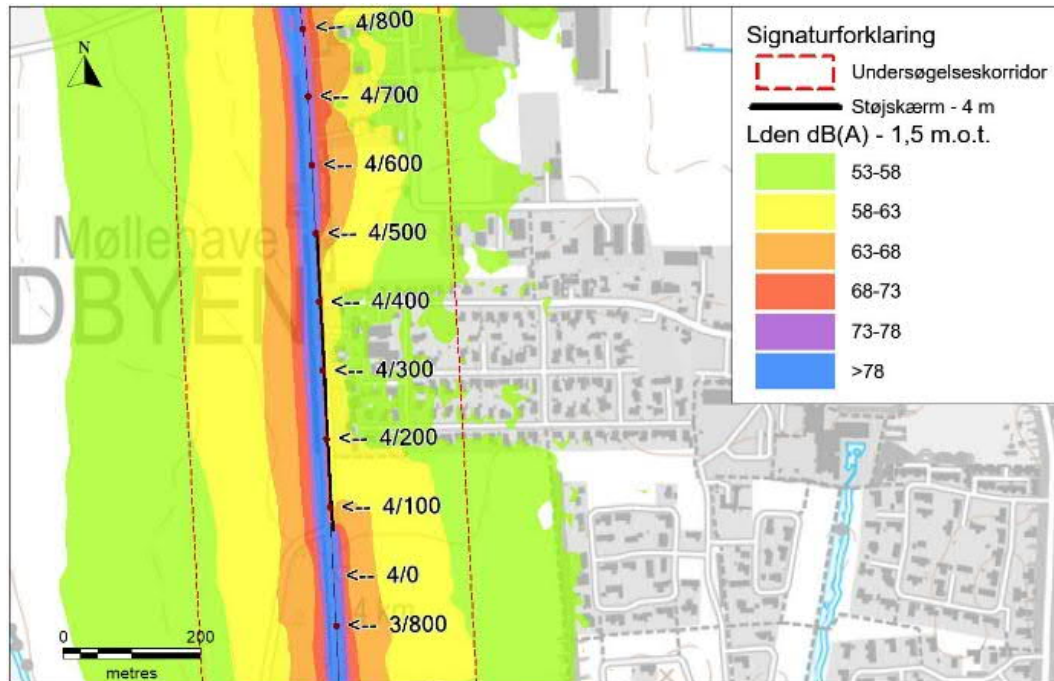 N
4/800
<-- 4/700
<-- 4/600
<-- 4/500
<-- 4/400
<-- 4/300
<-- 4/200
<-- 4/100
<-- 4/0
<-- 3/800
Møllehave
DBYEN
4 km
0 200
metres
Signaturforklaring
Undersøgelseskorridor
Støjskærm - 4 m
Lden dB(A) - 1,5 m.o.t.
53-58
58-63
63-68
68-73
73-78
>78